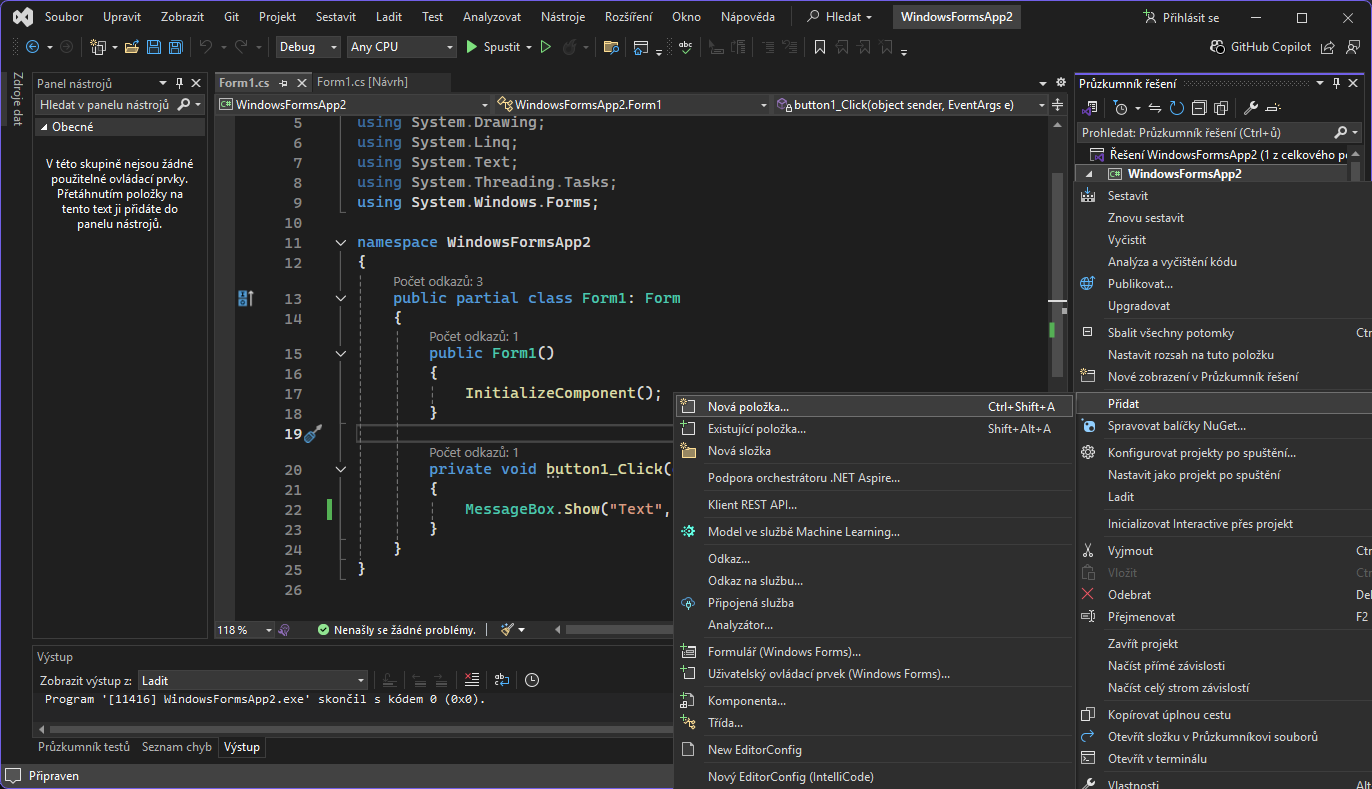 Soubor Upravit Zobrazit Git Projekt Sestavit Ladit Test Analyzovat Nástroje Rozšíření Okno Nápověda Hledat WindowsFormsApp2 Přihlásit se
Debug Any CPU Spustit GitHub Copilot
Zdroje dat
Panel nástrojů
Hledat v panelu nástrojů
Obecné
V této skupině nejsou žádné
použitelné ovládací prvky.
Přetáhnutím položky na
tento text ji přidáte do
panelu nástrojů.
Form1.cs Form1.cs [Návrh]
WindowsFormsApp2 WindowsFormsApp2.Form1 button1_Click(object sender, EventArgs e)
5 using System.Drawing;
6 using System.Linq;
7 using System.Text;
8 using System.Threading.Tasks;
9 using System.Windows.Forms;
10
11 namespace WindowsFormsApp2
12 {
Počet odkazů: 3
13 public partial class Form1: Form
14 {
Počet odkazů: 1
15 public Form1()
16 {
17 InitializeComponent();
18 }
19
Počet odkazů: 1
20 private void button1_Click(
21 {
22 MessageBox.Show("Text",
23 }
24 }
25 }
26
118 % Nenašly se žádné problémy.
Výstup
Zobrazit výstup z: Ladit
Program '[11416] WindowsFormsApp2.exe' skončil s kódem 0 (0x0).
Průzkumník testů Seznam chyb Výstup
Připraven
Nová položka... Ctrl+Shift+A
Existující položka... Shift+Alt+A
Nová složka
Podpora orchestrátoru .NET Aspire...
Klient REST API...
Model ve službě Machine Learning...
Odkaz...
Odkaz na službu...
Připojená služba
Analyzátor...
Formulář (Windows Forms)...
Uživatelský ovládací prvek (Windows Forms)...
Komponenta...
Třída...
New EditorConfig
Nový EditorConfig (IntelliCode)
Průzkumník řešení
Prohledat: Průzkumník řešení (Ctrl+ů)
Řešení WindowsFormsApp2 (1 z celkového p
WindowsFormsApp2
Sestavit
Znovu sestavit
Vyčistit
Analýza a vyčištění kódu
Publikovat...
Upgradovat
Sbalit všechny potomky Ctr
Nastavit rozsah na tuto položku
Nové zobrazení v Průzkumník řešení
Přidat
Spravovat balíčky NuGet...
Konfigurovat projekty po spuštění...
Nastavit jako projekt po spuštění
Ladit
Inicializovat Interactive přes projekt
Vyjmout Ctr
Vložit Ctr
Odebrat Del
Přejmenovat F2
Zavřít projekt
Načíst přímé závislosti
Načíst celý strom závislostí
Kopírovat úplnou cestu
Otevřít složku v Průzkumníkovi souborů
Otevřít v terminálu
Vlastnosti Alt